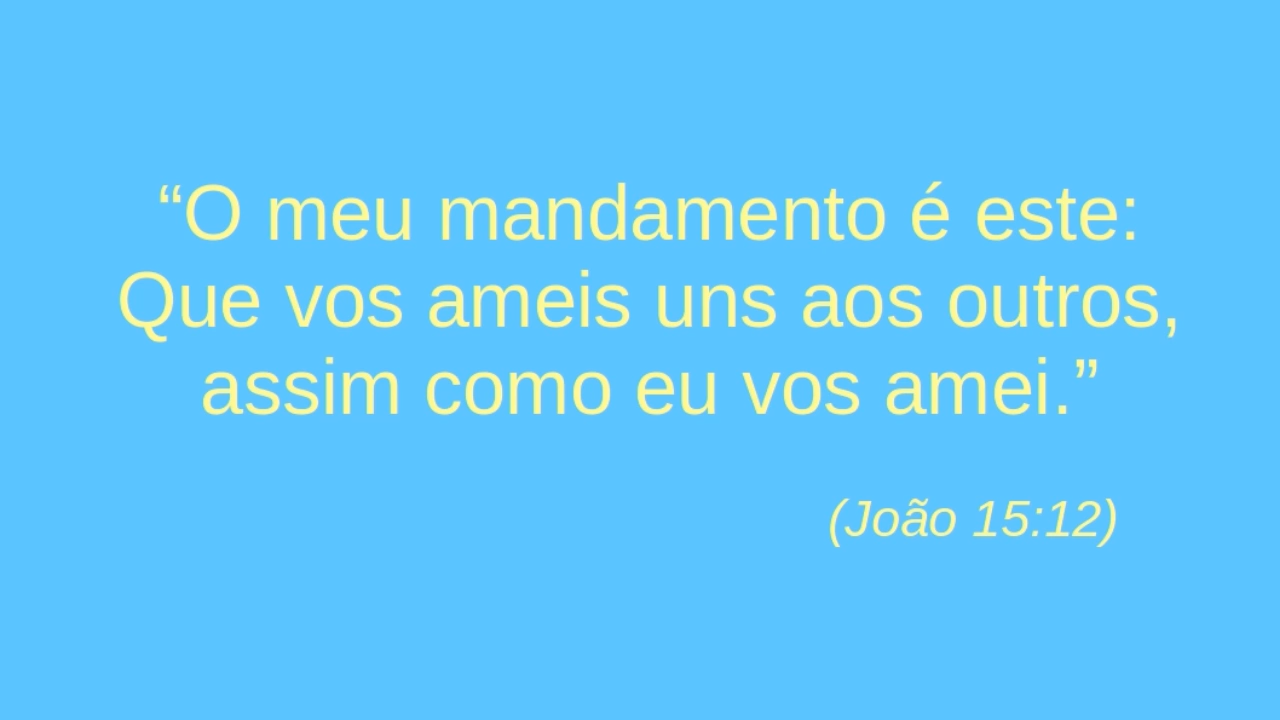 “O meu mandamento é este:
Que vos ameis uns aos outros,
assim como eu vos amei.”
(João 15:12)